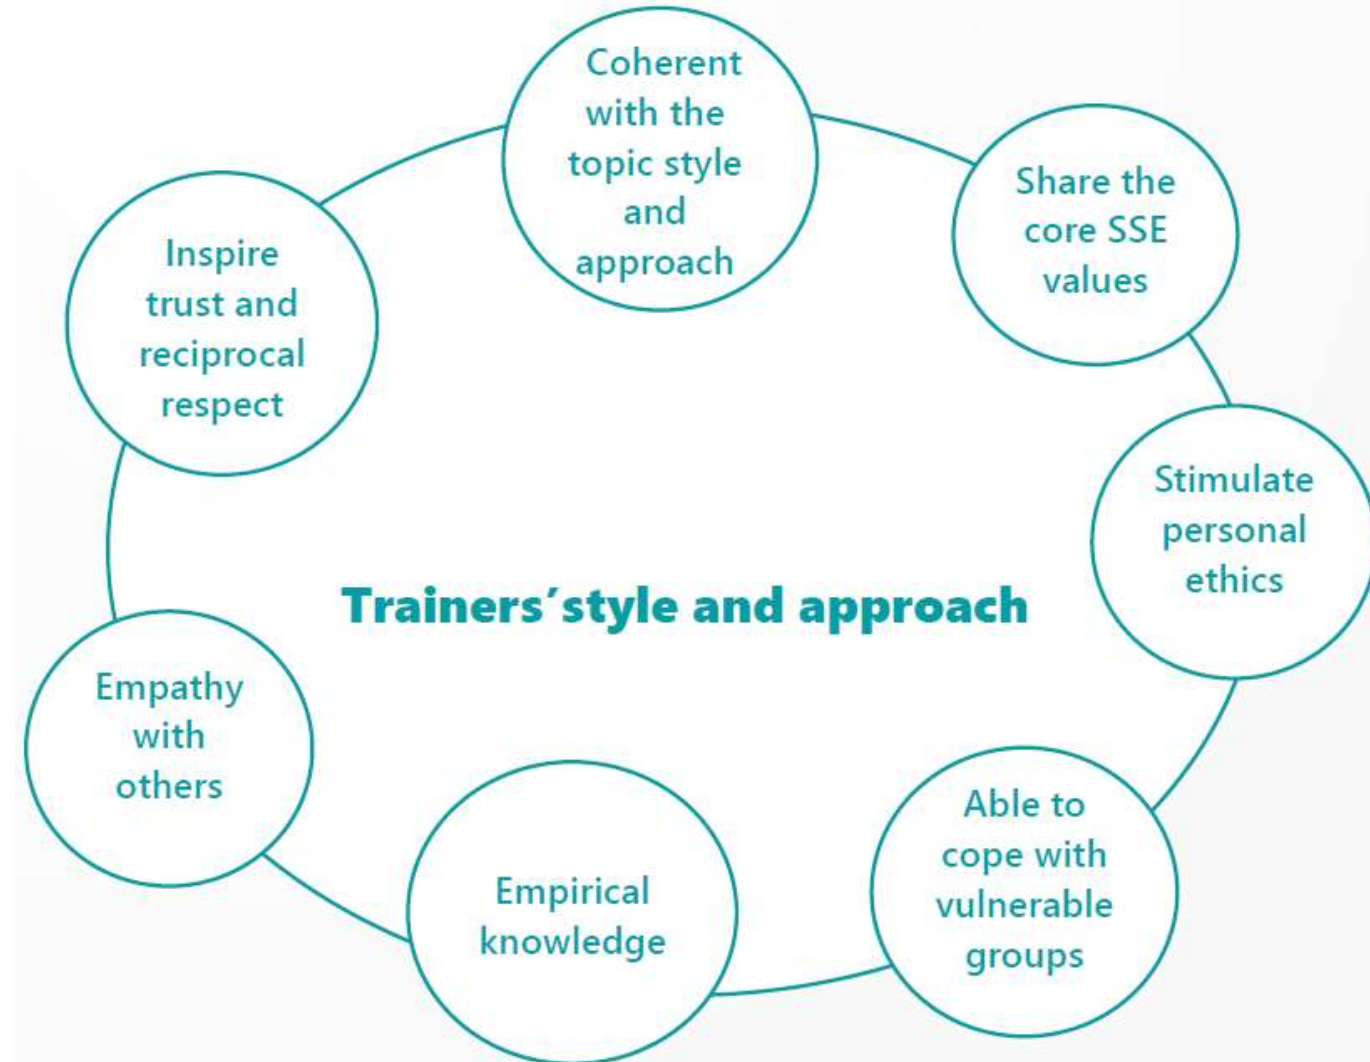 Coherent
with the
topic style
and
approach
Share the
core SSE
values
Stimulate
personal
ethics
Able to
cope with
vulnerable
groups
Empirical
knowledge
Empathy
with
others
Inspire
trust and
reciprocal
respect
Trainers´style and approach